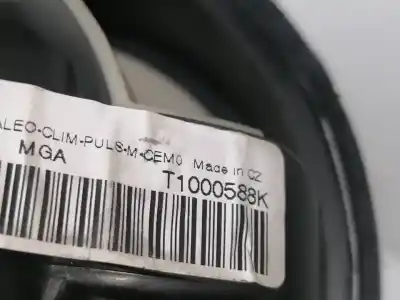 ALEO-CLIM-PULS-M-CEM0 Made in CZ
MGA
T1000588K